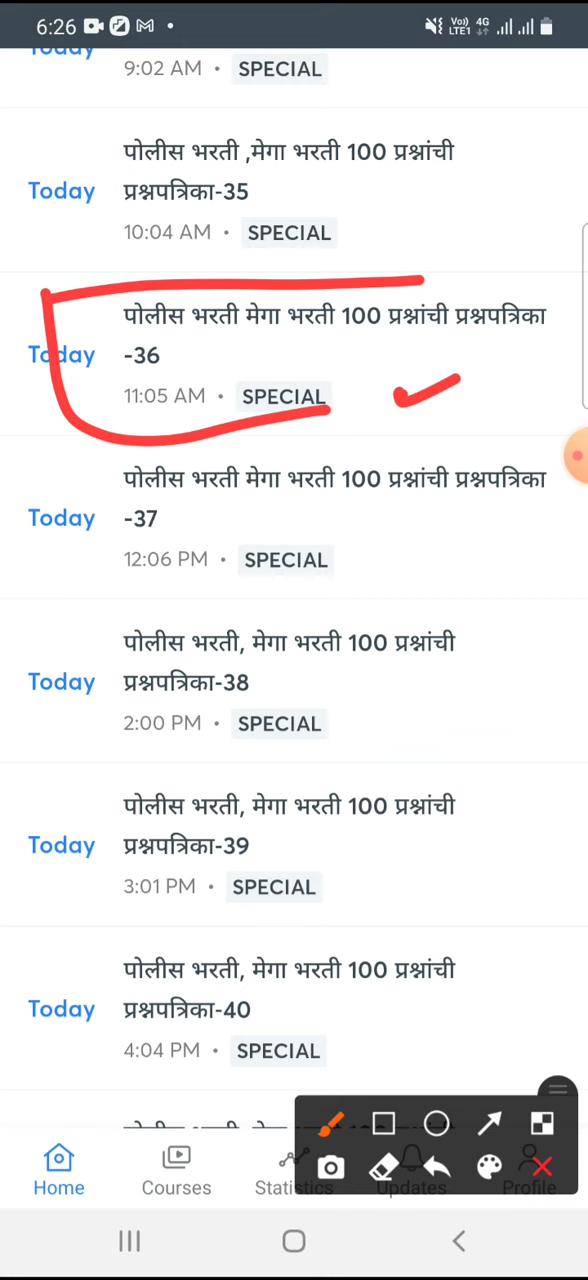 6:26
Vo)) 4G
LTE1
Today
9:02 AM • SPECIAL
पोलीस भरती ,मेगा भरती 100 प्रश्नांची
Today
प्रश्नपत्रिका-35
10:04 AM • SPECIAL
पोलीस भरती मेगा भरती 100 प्रश्नांची प्रश्नपत्रिका
Today
-36
11:05 AM • SPECIAL
पोलीस भरती मेगा भरती 100 प्रश्नांची प्रश्नपत्रिका
Today
-37
12:06 PM • SPECIAL
पोलीस भरती, मेगा भरती 100 प्रश्नांची
Today
प्रश्नपत्रिका-38
2:00 PM • SPECIAL
पोलीस भरती, मेगा भरती 100 प्रश्नांची
Today
प्रश्नपत्रिका-39
3:01 PM • SPECIAL
पोलीस भरती, मेगा भरती 100 प्रश्नांची
Today
प्रश्नपत्रिका-40
4:04 PM • SPECIAL
Home Courses Statistics Updates Profile